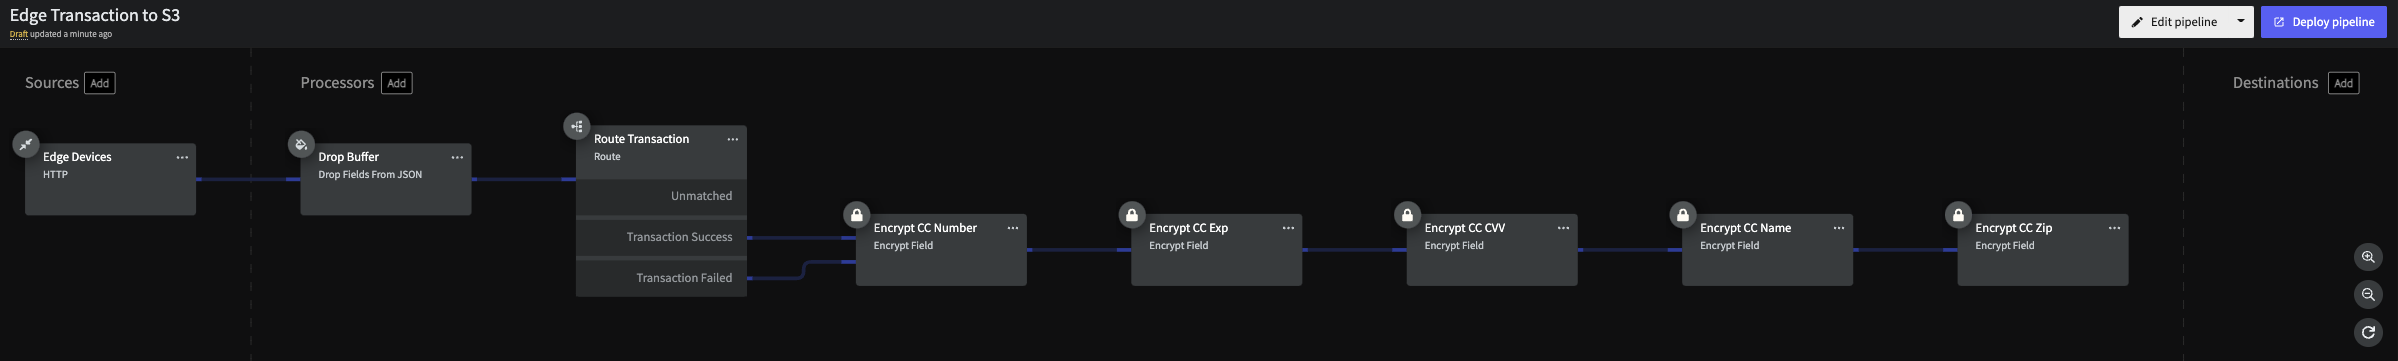 Edge Transaction to S3
Draft updated a minute ago
Edit pipeline
Deploy pipeline
Sources Add
Processors Add
Destinations Add
Edge Devices
HTTP
Drop Buffer
Drop Fields From JSON
Route Transaction
Route
Unmatched
Transaction Success
Transaction Failed
Encrypt CC Number
Encrypt Field
Encrypt CC Exp
Encrypt Field
Encrypt CC CVV
Encrypt Field
Encrypt CC Name
Encrypt Field
Encrypt CC Zip
Encrypt Field